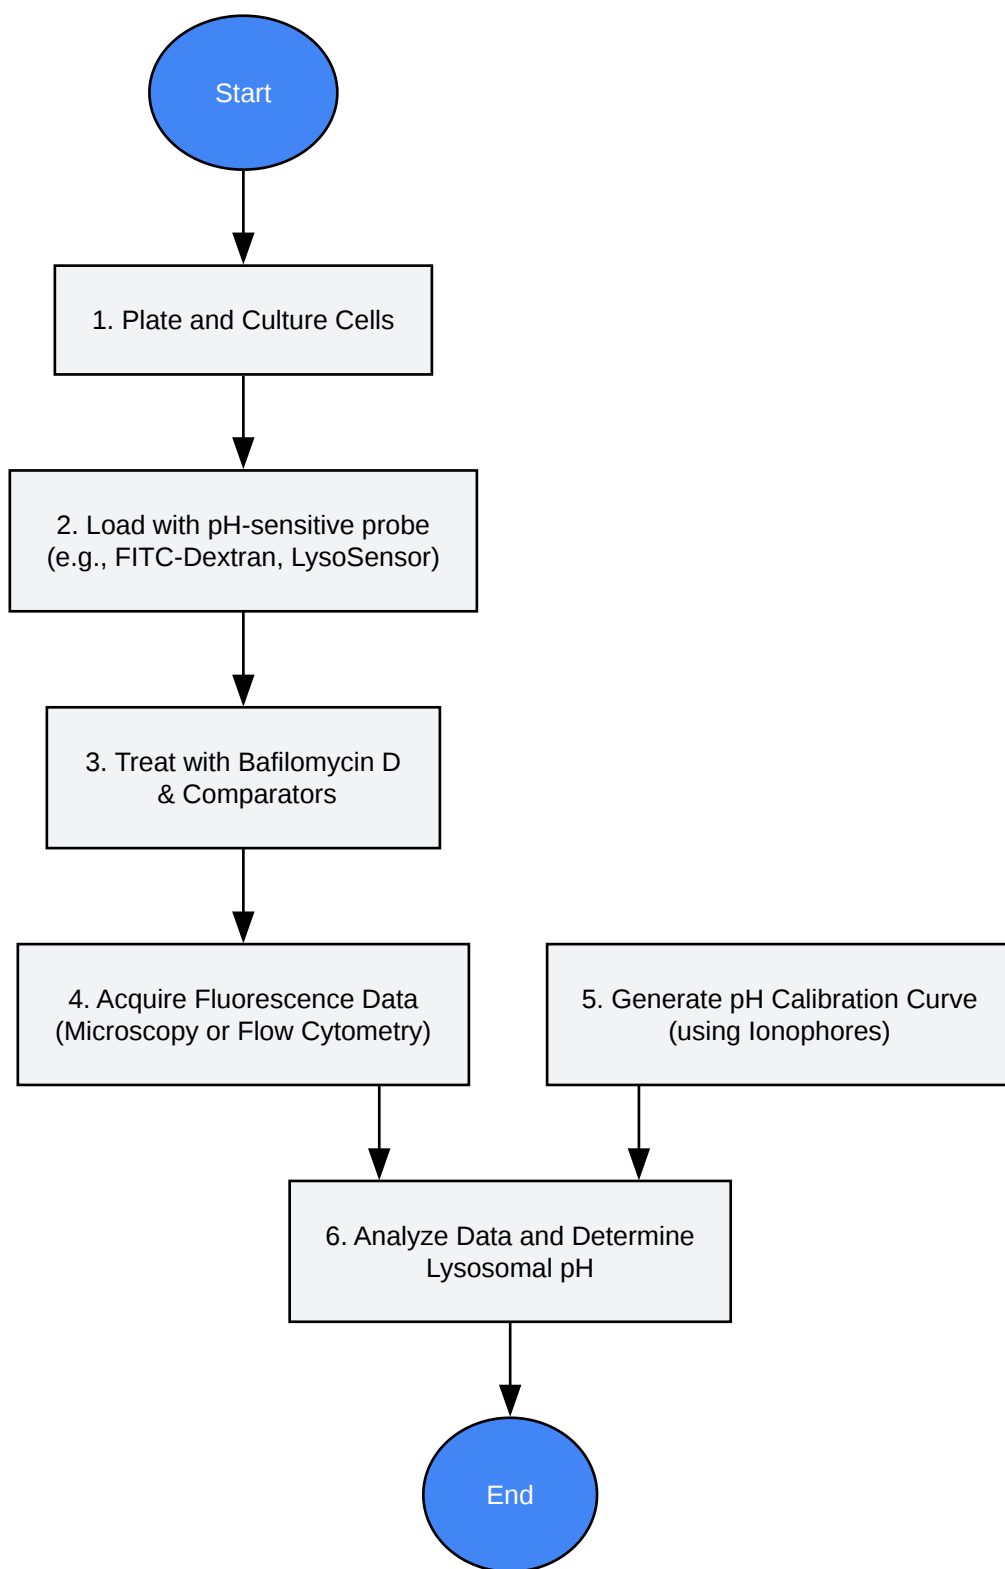 Start
1. Plate and Culture Cells
2. Load with pH-sensitive probe
(e.g., FITC-Dextran, LysoSensor)
3. Treat with Bafilomycin D
& Comparators
4. Acquire Fluorescence Data
(Microscopy or Flow Cytometry)
5. Generate pH Calibration Curve
(using Ionophores)
6. Analyze Data and Determine
Lysosomal pH
End